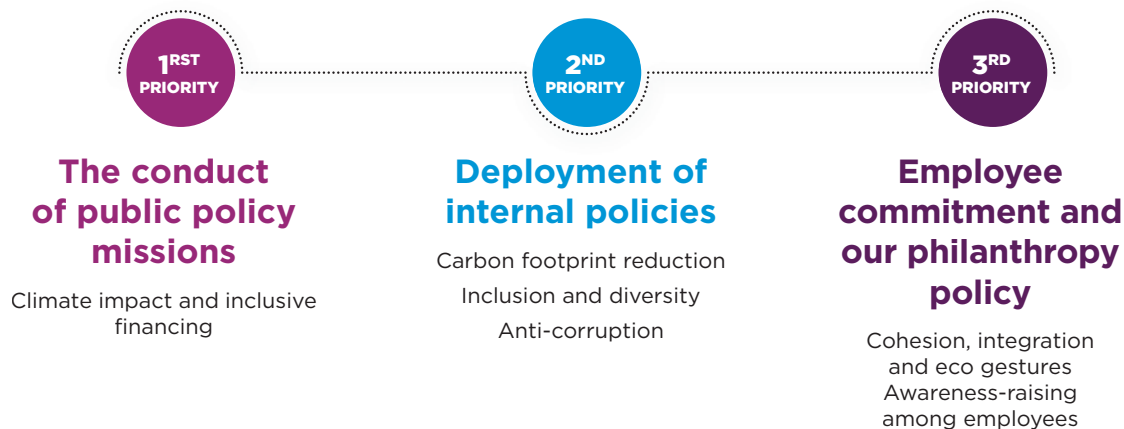 1RST
PRIORITY
The conduct
of public policy
missions
Climate impact and inclusive
financing
2ND
PRIORITY
Deployment of
internal policies
Carbon footprint reduction
Inclusion and diversity
Anti-corruption
3RD
PRIORITY
Employee
commitment and
our philanthropy
policy
Cohesion, integration
and eco gestures
Awareness-raising
among employees